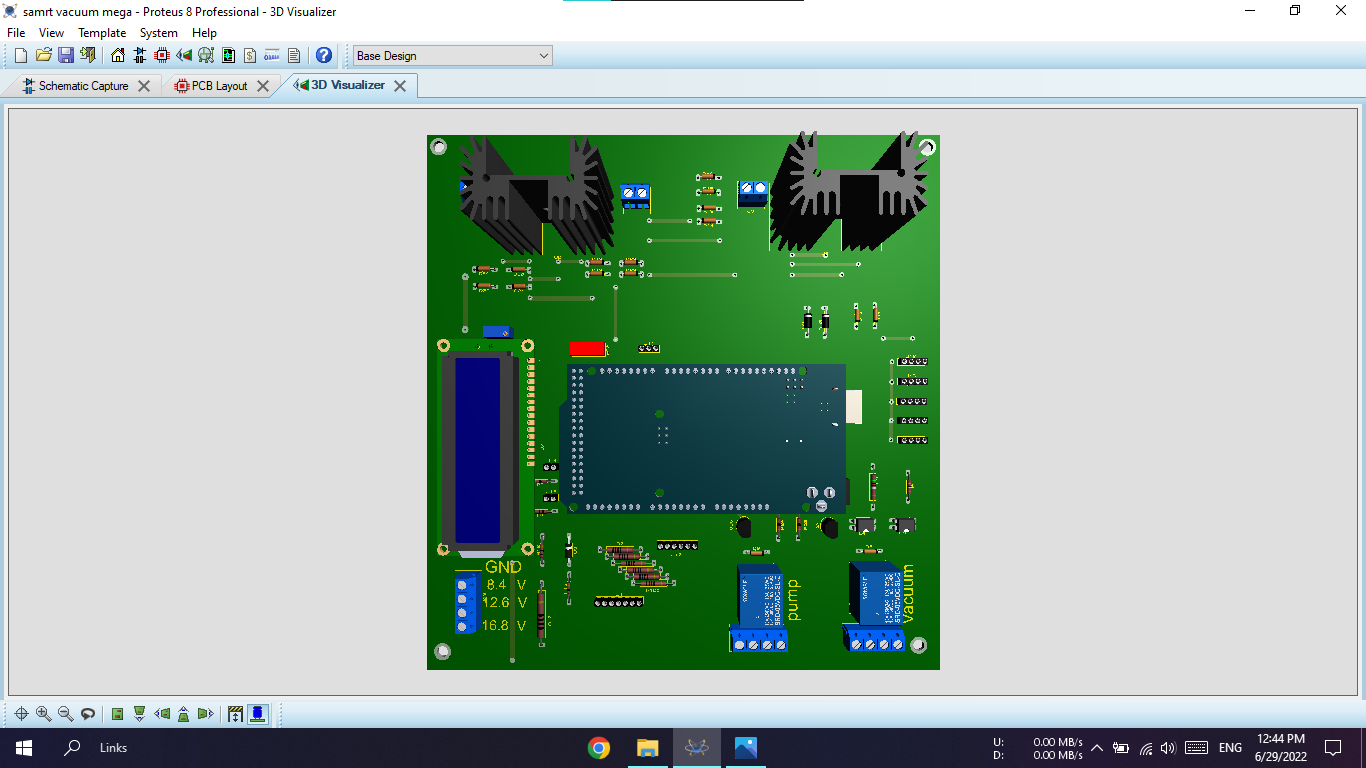 samrt vacuum mega - Proteus 8 Professional - 3D Visualizer
File View Template System Help
Base Design
Schematic Capture
PCB Layout
3D Visualizer
GND
8.4 V
12.6 V
16.8 V
pump
vacuum
Links
U: 0.00 MB/s
D: 0.00 MB/s
ENG
12:44 PM
6/29/2022